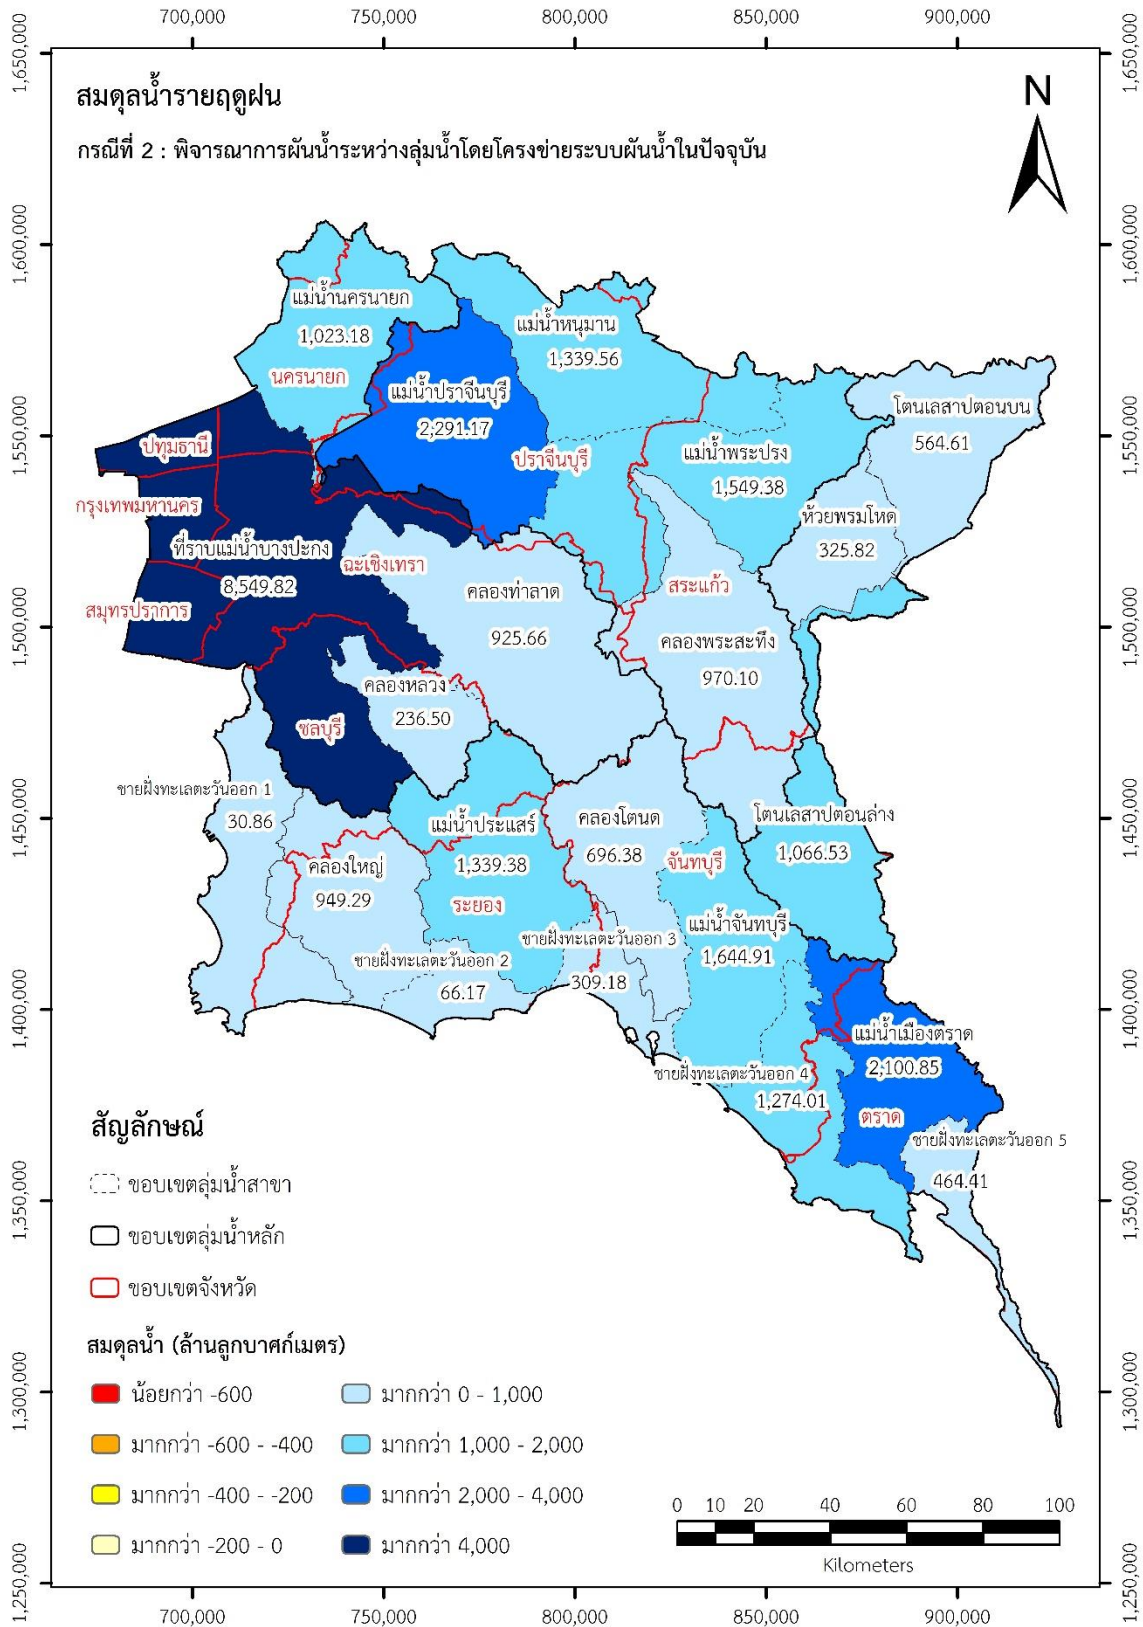 700,000 750,000 800,000 850,000 900,000
1,650,000 1,650,000
สมดุลน้ำรายฤดูฝน
กรณีที่ 2 : พิจารณาการผันน้ำระหว่างลุ่มน้ำโดยโครงข่ายระบบผันน้ำในปัจจุบัน
N
1,600,000 1,600,000
แม่น้ำนครนายก
1,023.18
นครนายก
แม่น้ำหนุมาน
1,339.56
แม่น้ำปราจีนบุรี
2,291.17
ปราจีนบุรี
โตนเลสาปตอนบน
564.61
1,550,000 1,550,000
ปทุมธานี
แม่น้ำพระปรง
1,549.38
กรุงเทพมหานคร
ห้วยพรมโหด
325.82
ที่ราบแม่น้ำบางปะกง
8,549.82
ฉะเชิงเทรา
คลองท่าลาด
925.66
สระแก้ว
สมุทรปราการ
1,500,000 1,500,000
คลองพระสะทึง
970.10
คลองหลวง
236.50
ชลบุรี
ชายฝั่งทะเลตะวันออก 1
30.86
1,450,000 1,450,000
แม่น้ำประแสร์
1,339.38
คลองโตนด
696.38
โตนเลสาปตอนล่าง
1,066.53
คลองใหญ่
949.29
จันทบุรี
ระยอง
แม่น้ำจันทบุรี
1,644.91
ชายฝั่งทะเลตะวันออก 3
309.18
ชายฝั่งทะเลตะวันออก 2
66.17
1,400,000 1,400,000
แม่น้ำเมืองตราด
2,100.85
ชายฝั่งทะเลตะวันออก 4
1,274.01
ตราด
ชายฝั่งทะเลตะวันออก 5
464.41
สัญลักษณ์
ขอบเขตลุ่มน้ำสาขา
1,350,000 1,350,000
ขอบเขตลุ่มน้ำหลัก
ขอบเขตจังหวัด
สมดุลน้ำ (ล้านลูกบาศก์เมตร)
1,300,000 1,300,000
น้อยกว่า -600 มากกว่า 0 - 1,000
มากกว่า -600 - -400 มากกว่า 1,000 - 2,000
มากกว่า -400 - -200 มากกว่า 2,000 - 4,000
มากกว่า -200 - 0 มากกว่า 4,000
0 10 20 40 60 80 100
Kilometers
1,250,000 1,250,000
700,000 750,000 800,000 850,000 900,000